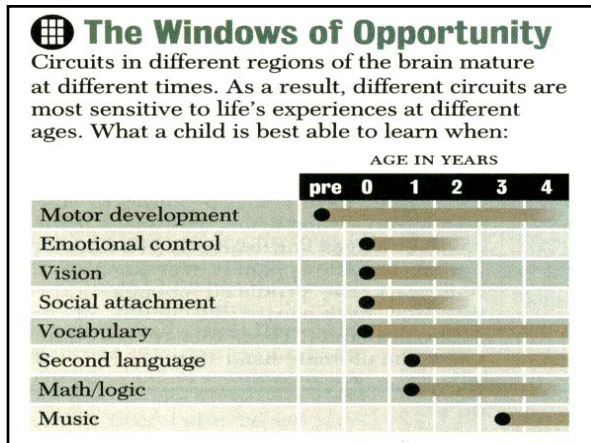 The Windows of Opportunity
Circuits in different regions of the brain mature
at different times. As a result, different circuits are
most sensitive to life's experiences at different
ages. What a child is best able to learn when:
AGE IN YEARS
pre 0 1 2 3 4
Motor development
Emotional control
Vision
Social attachment
Vocabulary
Second language
Math/logic
Music